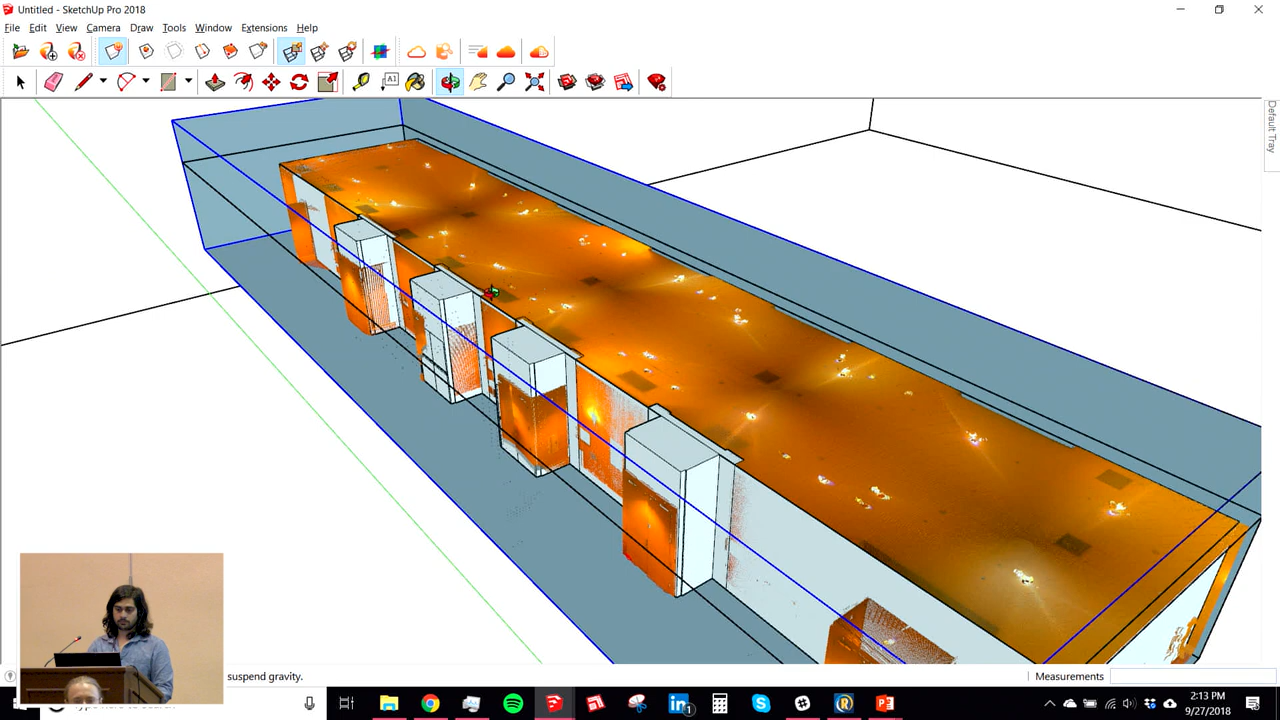 Untitled - SketchUp Pro 2018
File Edit View Camera Draw Tools Window Extensions Help
A1
Default Tray
suspend gravity.
Measurements
2:13 PM
9/27/2018